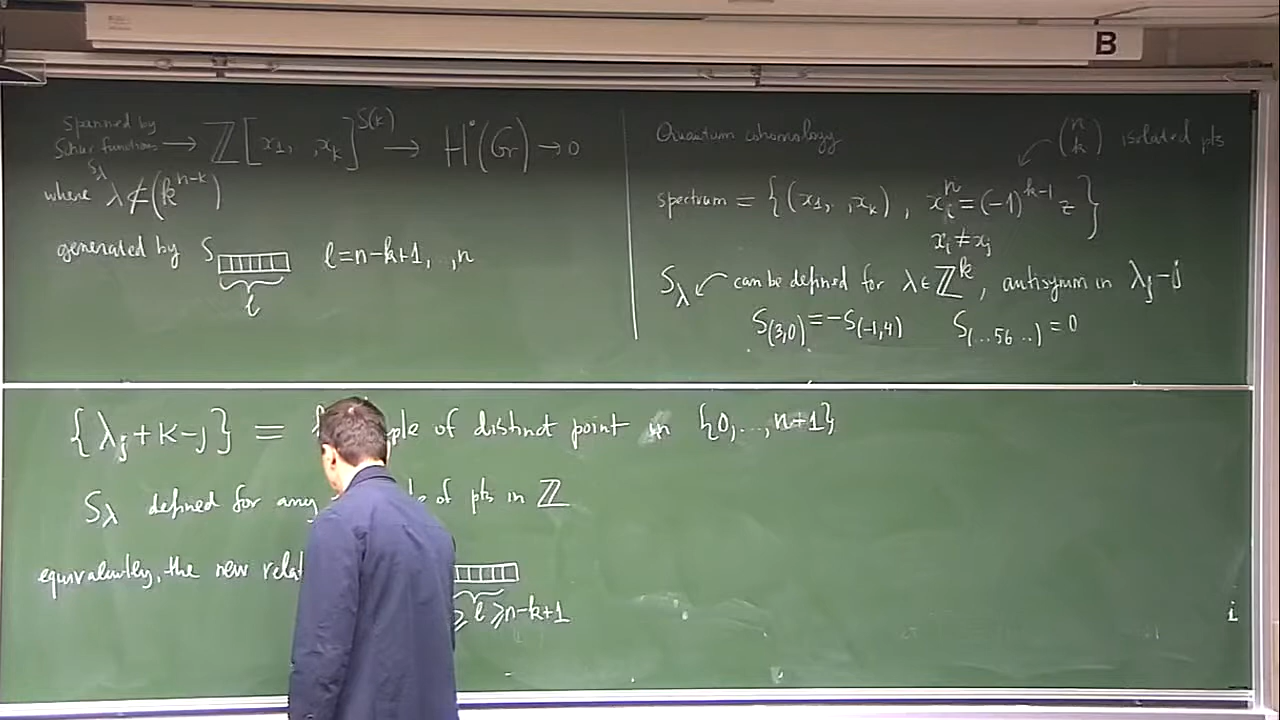 B
Spanned by
Schur functions → ℤ[x₁, ,x_k]^{S(k)} → H^•(Gr) → 0
S_λ
where λ ⊄ (k^{n-k})
generated by S l = n-k+1, .., n
l
Quantum cohomology (n k) isolated pts
spectrum = {(x₁, . ,x_k) , x_i^n = (-1)^{k-1} z}
x_i ≠ x_j
S_λ ↙ can be defined for λ ∈ ℤ^k, antisymm in λ_j - j
S_{(3,0)} = -S_{(-1,4)} S_{(...56..)} = 0
{λ_j + k - j} = ple of distinct point in {0, ..., n+1}
S_λ defined for any of pts in ℤ
equivalently, the new relat
≥ l ≥ n-k+1
i